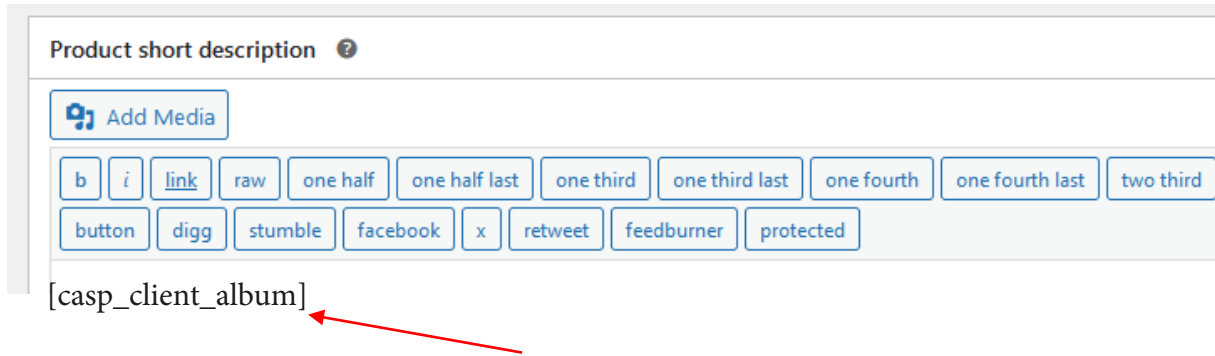 Product short description ?
Add Media
b i link raw one half one half last one third one third last one fourth one fourth last two third
button digg stumble facebook x retweet feedburner protected
[casp_client_album]